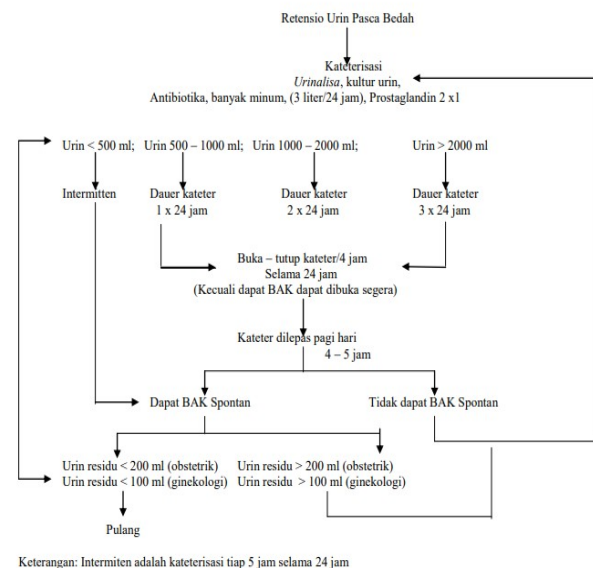 Retensio Urin Pasca Bedah
Kateterisasi
Urinalisa, kultur urin,
Antibiotika, banyak minum, (3 liter/24 jam), Prostaglandin 2 x1
Urin < 500 ml; Urin 500 – 1000 ml; Urin 1000 – 2000 ml; Urin > 2000 ml
Intermitten Dauer kateter Dauer kateter Dauer kateter
1 x 24 jam 2 x 24 jam 3 x 24 jam
Buka – tutup kateter/4 jam
Selama 24 jam
(Kecuali dapat BAK dapat dibuka segera)
Kateter dilepas pagi hari
4 – 5 jam
Dapat BAK Spontan Tidak dapat BAK Spontan
Urin residu < 200 ml (obstetrik) Urin residu > 200 ml (obstetrik)
Urin residu < 100 ml (ginekologi) Urin residu > 100 ml (ginekologi)
Pulang
Keterangan: Intermiten adalah kateterisasi tiap 5 jam selama 24 jam